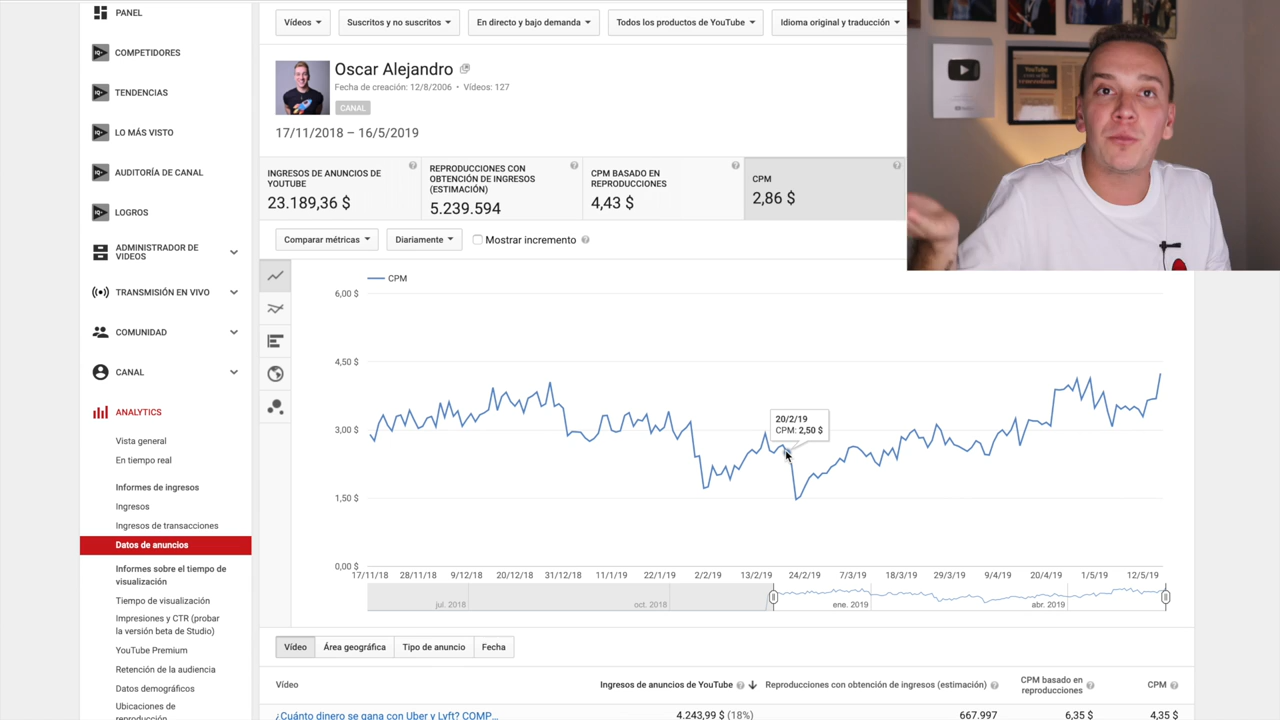 PANEL
COMPETIDORES
TENDENCIAS
LO MÁS VISTO
AUDITORÍA DE CANAL
LOGROS
ADMINISTRADOR DE
VIDEOS
TRANSMISIÓN EN VIVO
COMUNIDAD
CANAL
ANALYTICS
Vista general
En tiempo real
Informes de ingresos
Ingresos
Ingresos de transacciones
Datos de anuncios
Informes sobre el tiempo de
visualización
Tiempo de visualización
Impresiones y CTR (probar
la versión beta de Studio)
YouTube Premium
Retención de la audiencia
Datos demográficos
Ubicaciones de
reproducción
Vídeos
Suscritos y no suscritos
En directo y bajo demanda
Todos los productos de YouTube
Idioma original y traducción
Oscar Alejandro
Fecha de creación: 12/8/2006 • Vídeos: 127
CANAL
17/11/2018 – 16/5/2019
INGRESOS DE ANUNCIOS DE
YOUTUBE
23.189,36 $
REPRODUCCIONES CON
OBTENCIÓN DE INGRESOS
(ESTIMACIÓN)
5.239.594
CPM BASADO EN
REPRODUCCIONES
4,43 $
CPM
2,86 $
Comparar métricas
Diariamente
Mostrar incremento
CPM
6,00 $
4,50 $
3,00 $
1,50 $
0,00 $
20/2/19
CPM: 2,50 $
17/11/18 28/11/18 9/12/18 20/12/18 31/12/18 11/1/19 22/1/19 2/2/19 13/2/19 24/2/19 7/3/19 18/3/19 29/3/19 9/4/19 20/4/19 1/5/19 12/5/19
jul. 2018 oct. 2018 ene. 2019 abr. 2019
Vídeo Área geográfica Tipo de anuncio Fecha
Vídeo Ingresos de anuncios de YouTube Reproducciones con obtención de ingresos (estimación) CPM basado en reproducciones CPM
¿Cuánto dinero se gana con Uber y Lyft? COMP... 4.243,99 $ (18%) 667.997 6,35 $ 4,35 $
YouTube